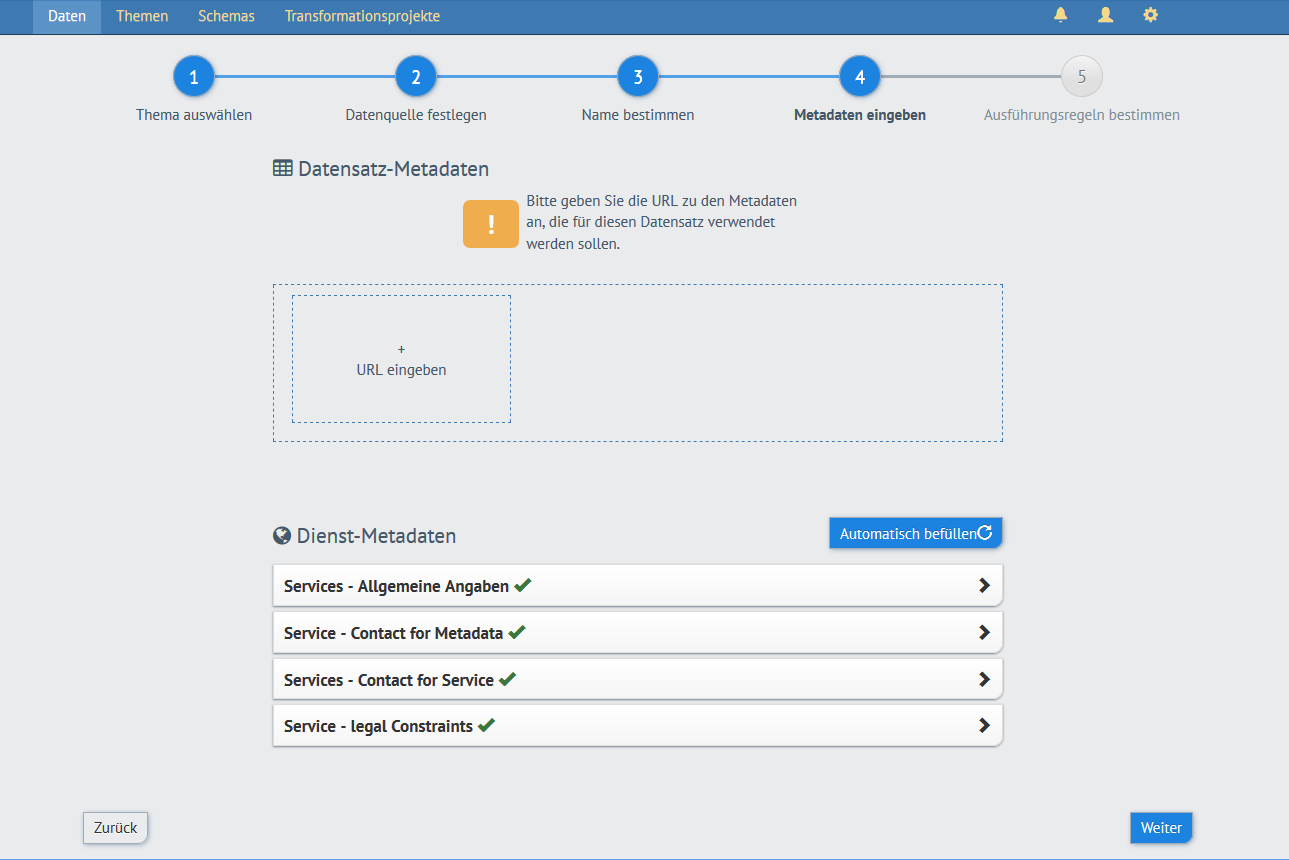 Daten Themen Schemas Transformationsprojekte
1 2 3 4 5
Thema auswählen Datenquelle festlegen Name bestimmen Metadaten eingeben Ausführungsregeln bestimmen
Datensatz-Metadaten
! Bitte geben Sie die URL zu den Metadaten
an, die für diesen Datensatz verwendet
werden sollen.
+
URL eingeben
Dienst-Metadaten Automatisch befüllen
Services - Allgemeine Angaben
Service - Contact for Metadata
Services - Contact for Service
Service - legal Constraints
Zurück Weiter